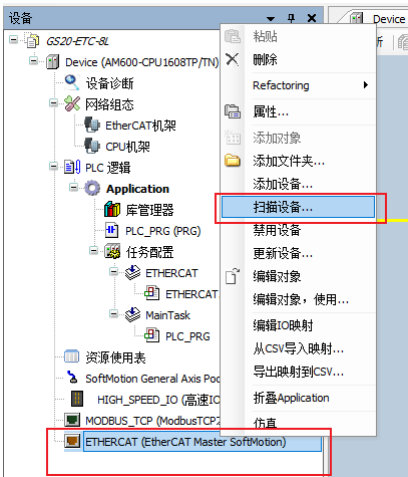 设备
Device
GS20-ETC-8L
Device (AM600-CPU1608TP/TN)
设备诊断
网络组态
EtherCAT机架
CPU机架
PLC 逻辑
Application
库管理器
PLC_PRG (PRG)
任务配置
ETHERCAT
ETHERCAT.
MainTask
PLC_PRG
资源使用表
SoftMotion General Axis Poo
HIGH_SPEED_IO (高速IO
MODBUS_TCP (ModbusTCP
ETHERCAT (EtherCAT Master SoftMotion)
粘贴
删除
Refactoring
属性...
添加对象
添加文件夹...
添加设备...
扫描设备...
禁用设备
更新设备...
编辑对象
编辑对象，使用...
编辑IO映射
从CSV导入映射...
导出映射到CSV...
折叠Application
仿真